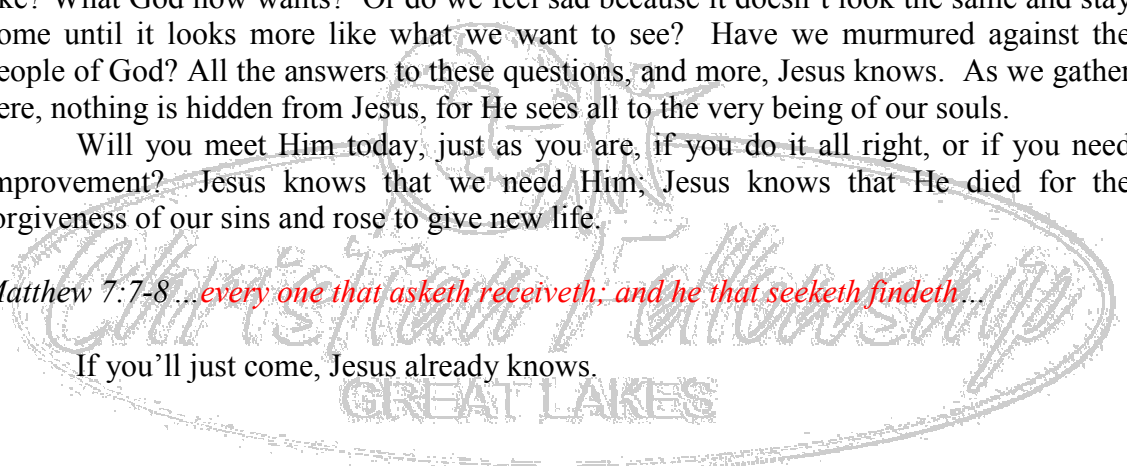 What God now wants? Or do we feel sad because it doesn't look the same and stay
until it looks more like what we want to see? Have we murmured against the
of God? All the answers to these questions, and more, Jesus knows. As we gather
nothing is hidden from Jesus, for He sees all to the very being of our souls.
Will you meet Him today, just as you are, if you do it all right, or if you need
improvement? Jesus knows that we need Him; Jesus knows that He died for the
forgiveness of our sins and rose to give new life.
Matthew 7:7-8 ...every one that asketh receiveth; and he that seeketh findeth...
If you'll just come, Jesus already knows.
Christian Fellowship
GREAT LAKES